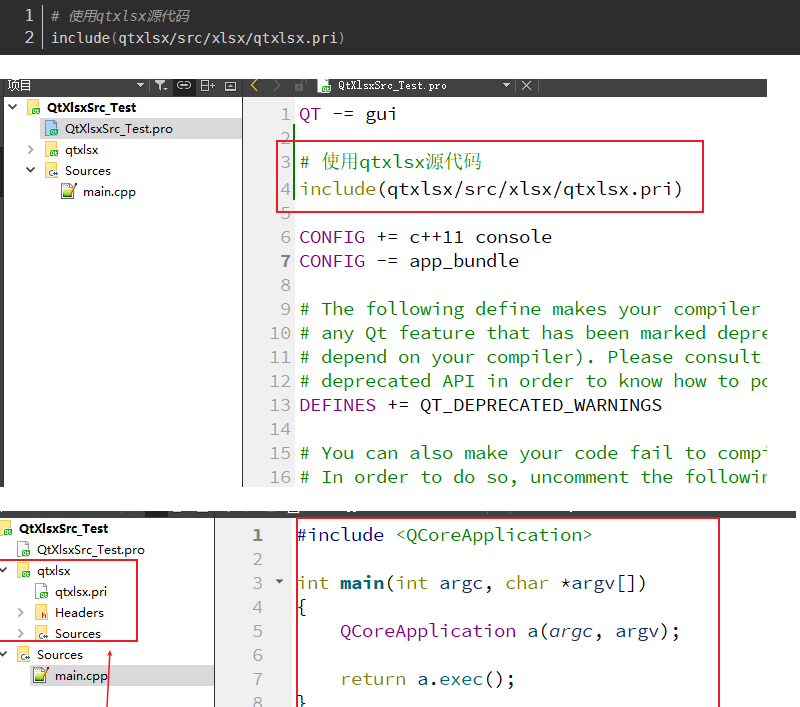 1 # 使用qtxlsx源代码
2 include(qtxlsx/src/xlsx/qtxlsx.pri)
项目
QtXlsxSrc_Test.pro
QtXlsxSrc_Test
QtXlsxSrc_Test.pro
qtxlsx
Sources
main.cpp
1 QT -= gui
2
3 # 使用qtxlsx源代码
4 include(qtxlsx/src/xlsx/qtxlsx.pri)
5
6 CONFIG += c++11 console
7 CONFIG -= app_bundle
8
9 # The following define makes your compiler
10 # any Qt feature that has been marked depre
11 # depend on your compiler). Please consult
12 # deprecated API in order to know how to po
13 DEFINES += QT_DEPRECATED_WARNINGS
14
15 # You can also make your code fail to compi
16 # In order to do so, uncomment the followin
QtXlsxSrc_Test
QtXlsxSrc_Test.pro
qtxlsx
qtxlsx.pri
Headers
Sources
Sources
main.cpp
1 #include <QCoreApplication>
2
3 int main(int argc, char *argv[])
4 {
5 QCoreApplication a(argc, argv);
6
7 return a.exec();
8 }